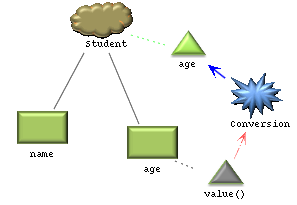 Student
age
Conversion
name
age
value()